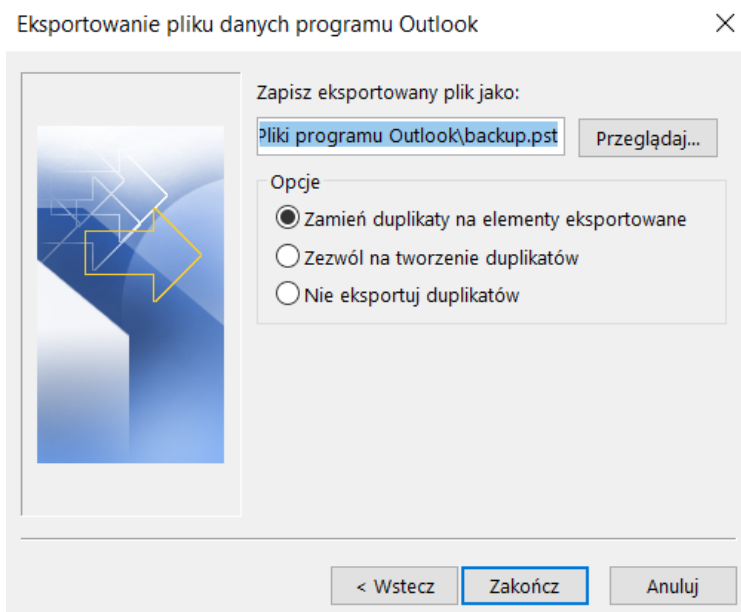 Eksportowanie pliku danych programu Outlook
Zapisz eksportowany plik jako:
Pliki programu Outlook\backup.pst
Przeglądaj...
Opcje
Zamień duplikaty na elementy eksportowane
Zezwól na tworzenie duplikatów
Nie eksportuj duplikatów
< Wstecz
Zakończ
Anuluj